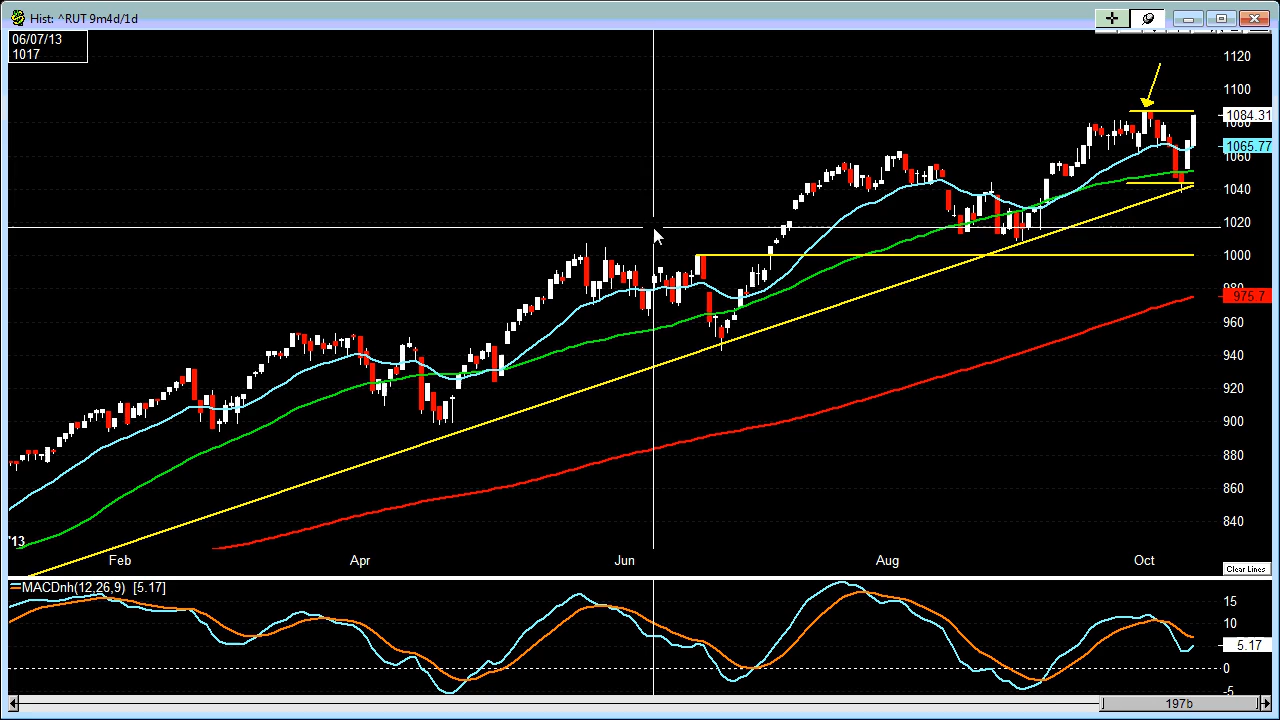 Hist: ^RUT 9m4d/1d
06/07/13
1017
1120
1100
1084.31
1080
1065.77
1060
1040
1020
1000
980
975.7
960
940
920
900
880
860
840
'13
Feb
Apr
Jun
Aug
Oct
Clear Lines
MACDnh(12,26,9) [5.17]
15
10
5.17
0
-5
197b